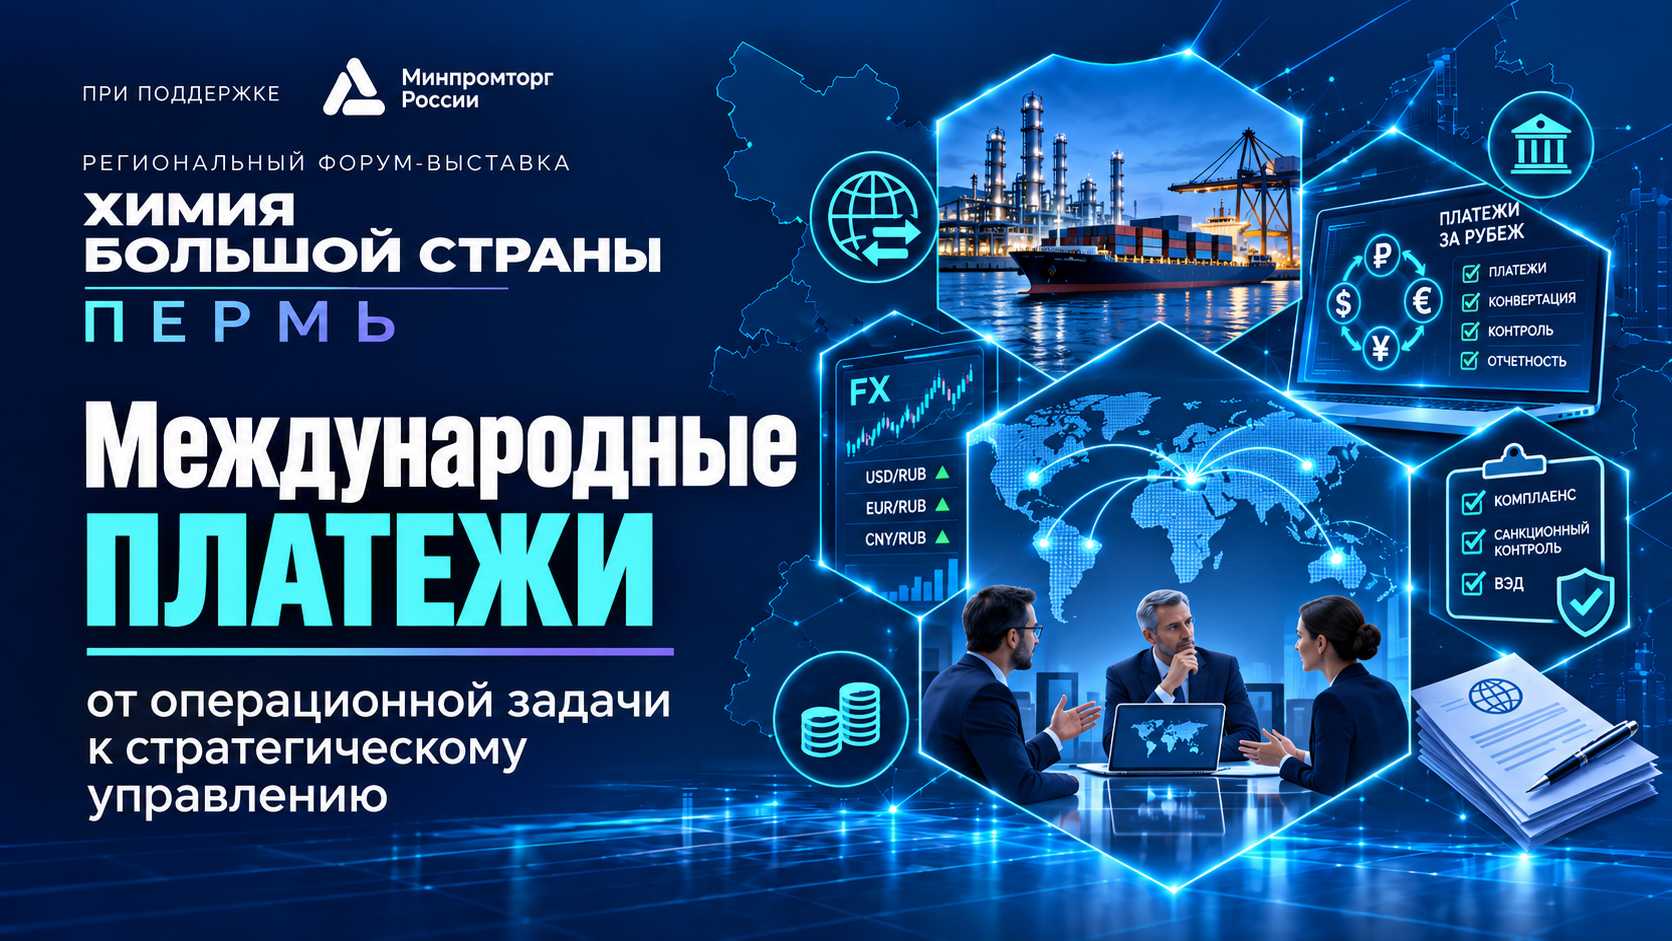 ПРИ ПОДДЕРЖКЕ
Минпромторг
России
РЕГИОНАЛЬНЫЙ ФОРУМ-ВЫСТАВКА
ХИМИЯ
БОЛЬШОЙ СТРАНЫ
ПЕРМЬ
Международные
ПЛАТЕЖИ
от операционной задачи
к стратегическому
управлению
ПЛАТЕЖИ
ЗА РУБЕЖ
₽
$
€
¥
ПЛАТЕЖИ
КОНВЕРТАЦИЯ
КОНТРОЛЬ
ОТЧЕТНОСТЬ
FX
USD/RUB
EUR/RUB
CNY/RUB
КОМПЛАЕНС
САНКЦИОННЫЙ
КОНТРОЛЬ
ВЭД